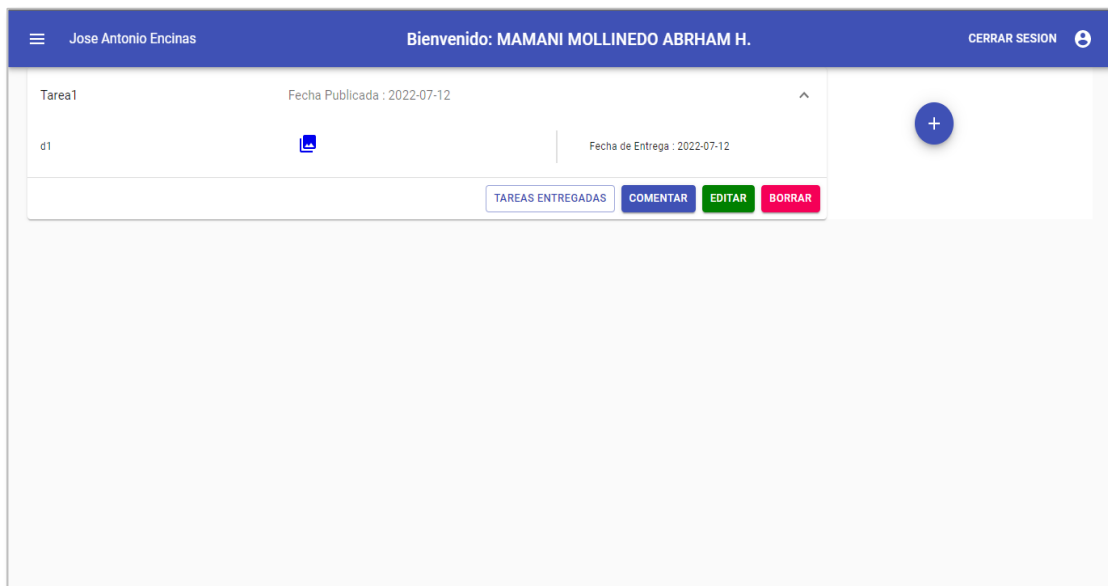 Jose Antonio Encinas Bienvenido: MAMANI MOLLINEDO ABRHAM H. CERRAR SESION
Tarea1 Fecha Publicada : 2022-07-12
d1 Fecha de Entrega : 2022-07-12
TAREAS ENTREGADAS COMENTAR EDITAR BORRAR